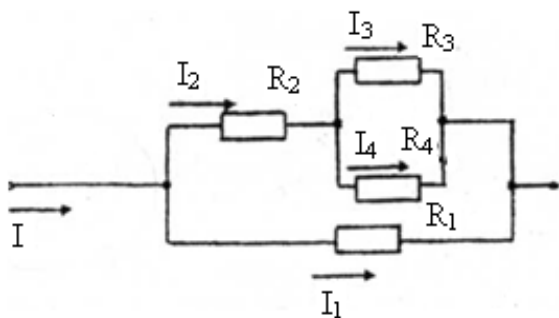 I₃ R₃
I₂ R₂
I₄ R₄
R₁
I
I₁